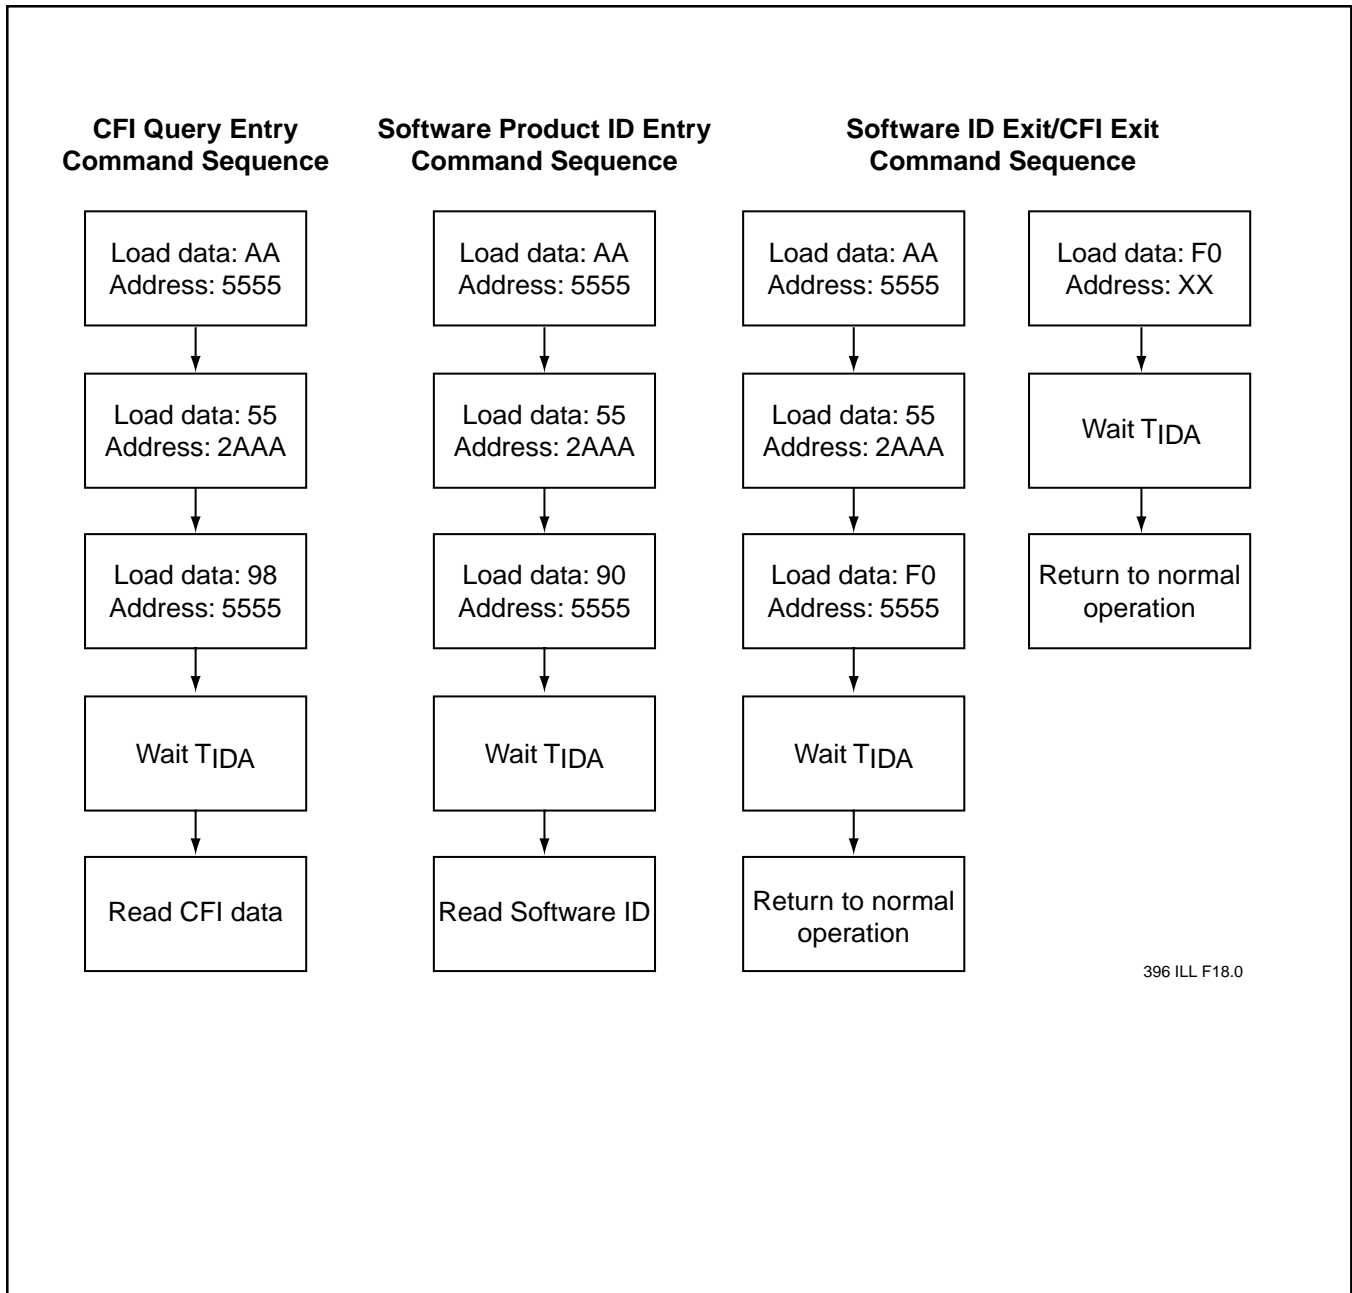 CFI Query Entry
Command Sequence
Load data: AA
Address: 5555
Load data: 55
Address: 2AAA
Load data: 98
Address: 5555
Wait TIDA
Read CFI data
Software Product ID Entry
Command Sequence
Load data: AA
Address: 5555
Load data: 55
Address: 2AAA
Load data: 90
Address: 5555
Wait TIDA
Read Software ID
Software ID Exit/CFI Exit
Command Sequence
Load data: AA
Address: 5555
Load data: 55
Address: 2AAA
Load data: F0
Address: 5555
Wait TIDA
Return to normal
operation
Load data: F0
Address: XX
Wait TIDA
Return to normal
operation
396 ILL F18.0